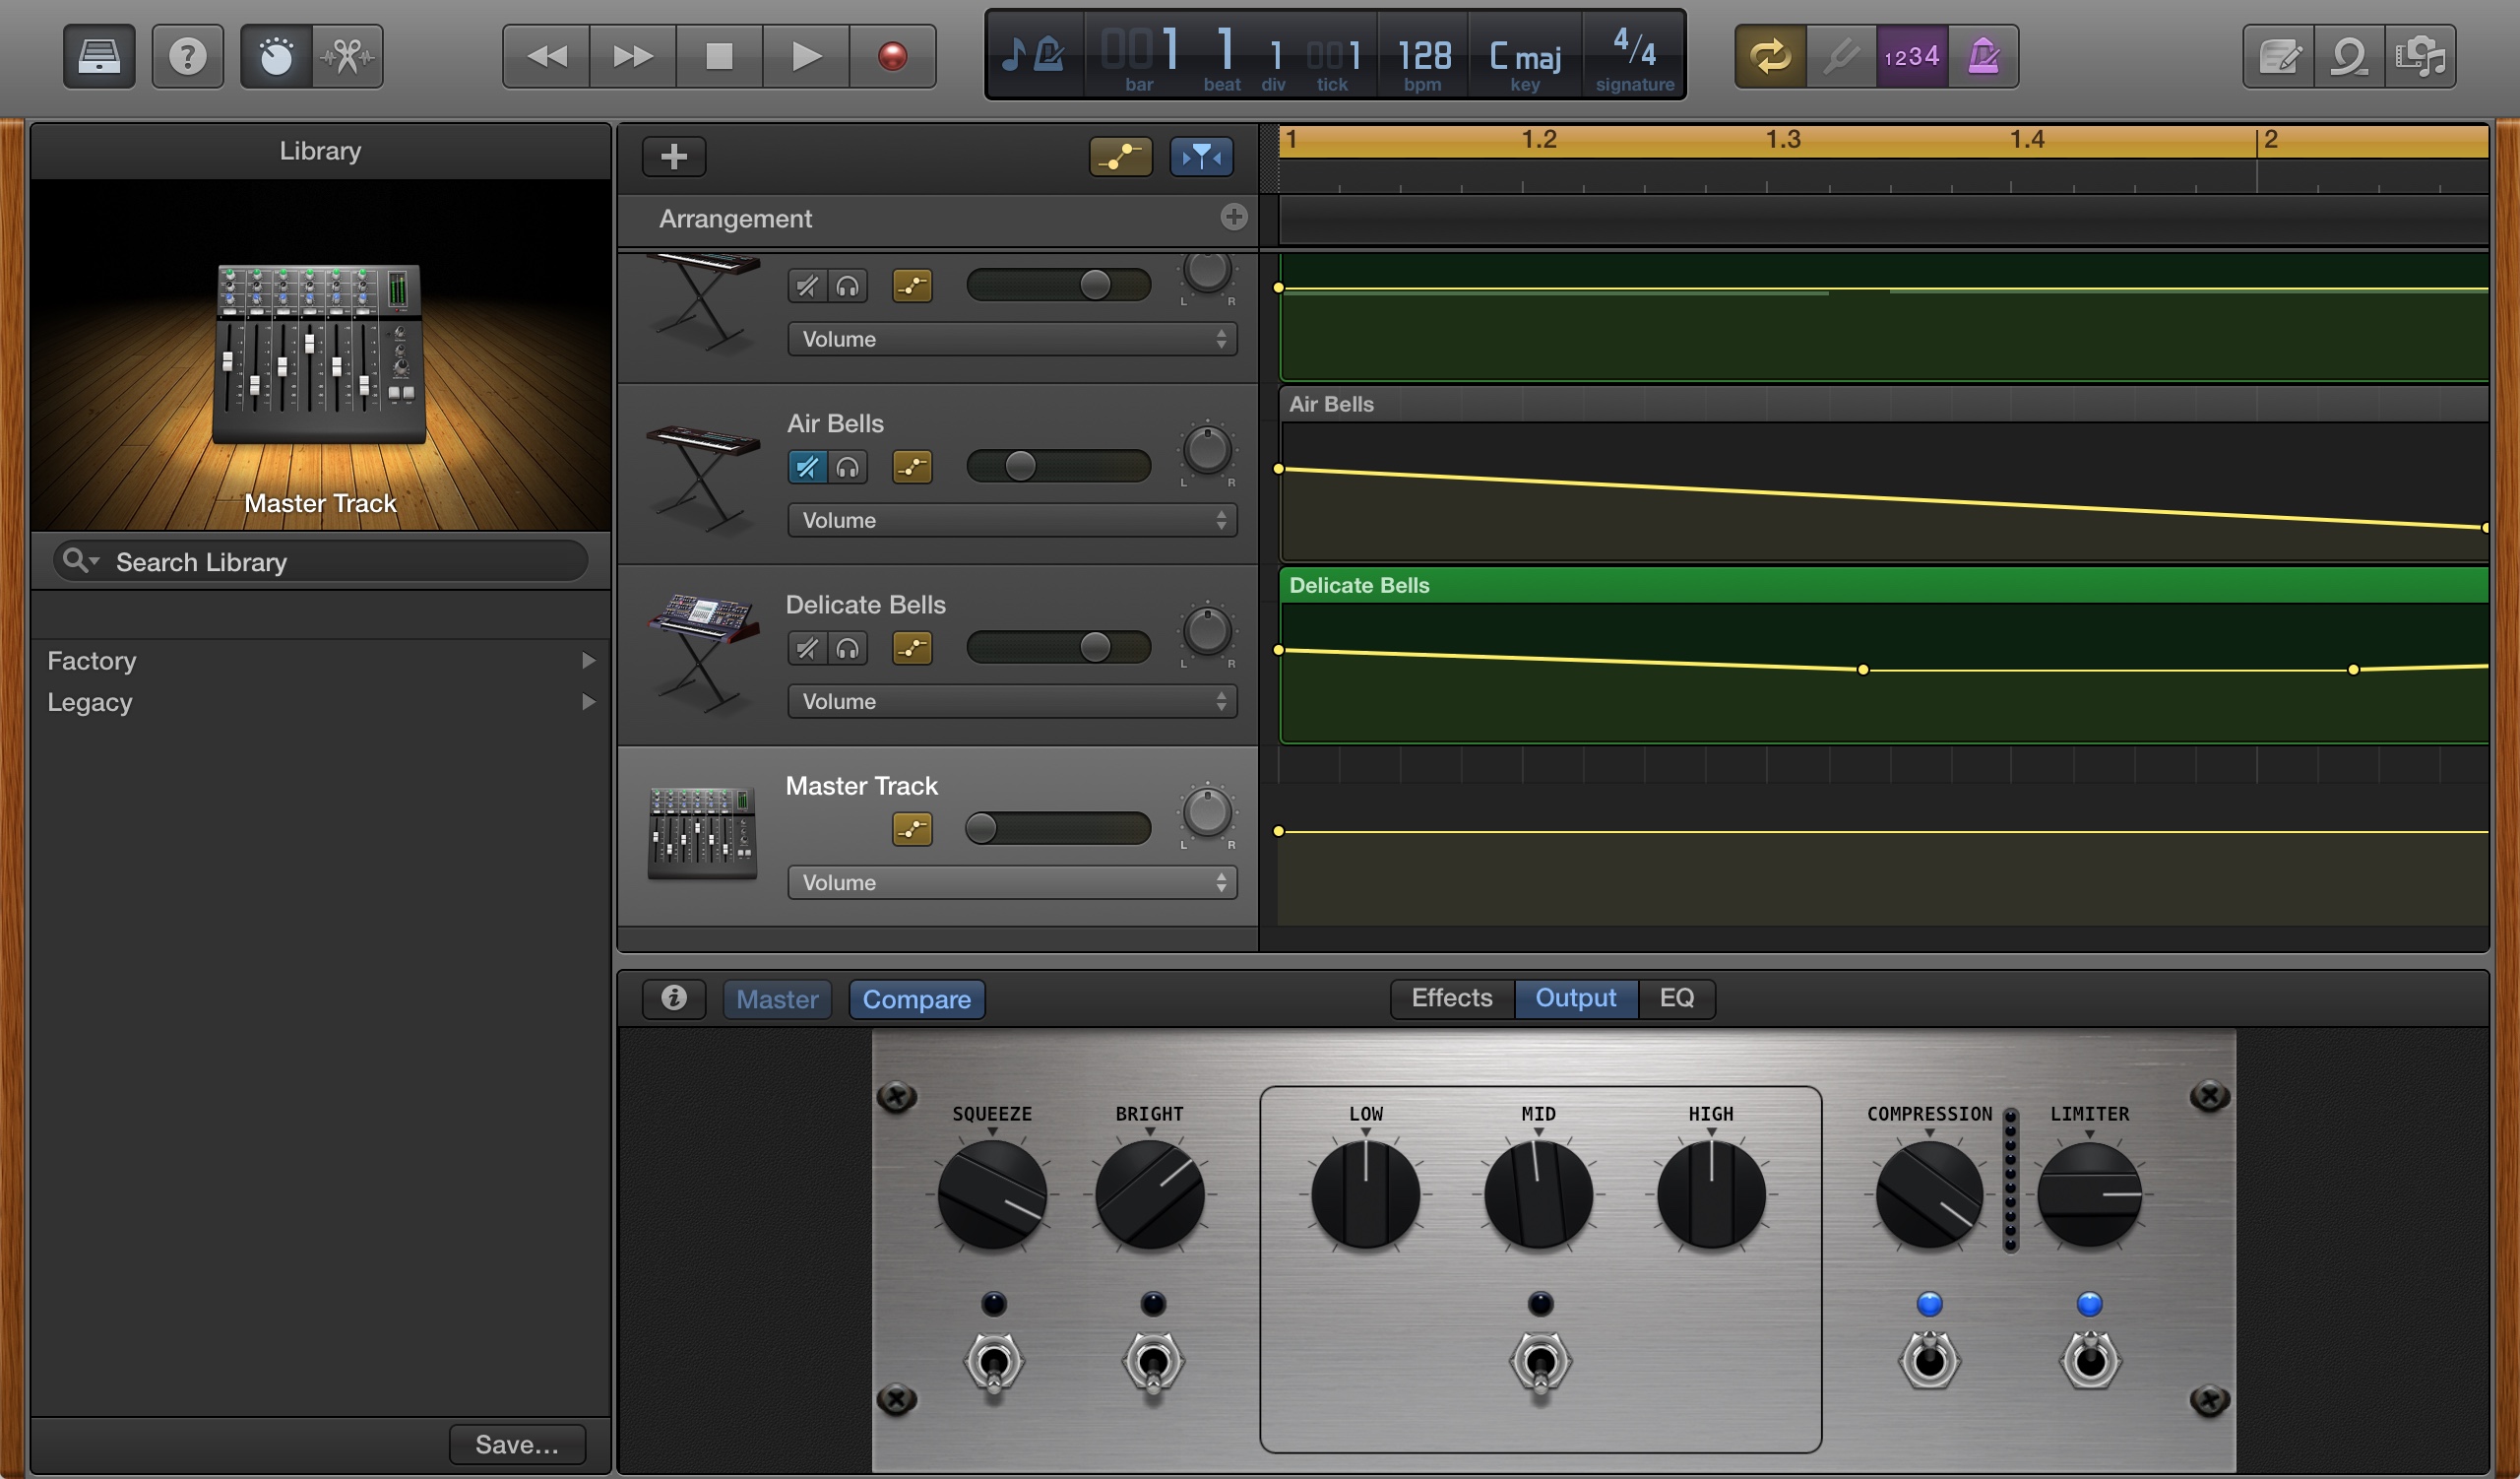 001 1 1 001 128 C maj 4/4
bar beat div tick bpm key signature
1234
Library
Master Track
Search Library
Factory
Legacy
Save...
Arrangement
1 1.2 1.3 1.4 2
L R
Volume
Air Bells
L R
Volume
Air Bells
Delicate Bells
L R
Volume
Delicate Bells
Master Track
L R
Volume
Master Compare Effects Output EQ
SQUEEZE BRIGHT LOW MID HIGH COMPRESSION LIMITER